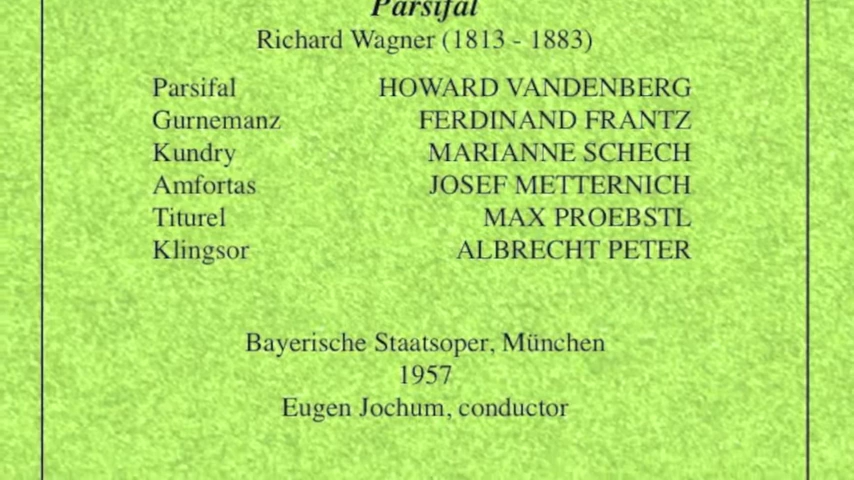 Parsifal
Richard Wagner (1813 - 1883)
Parsifal HOWARD VANDENBERG
Gurnemanz FERDINAND FRANTZ
Kundry MARIANNE SCHECH
Amfortas JOSEF METTERNICH
Titurel MAX PROEBSTL
Klingsor ALBRECHT PETER
Bayerische Staatsoper, München
1957
Eugen Jochum, conductor